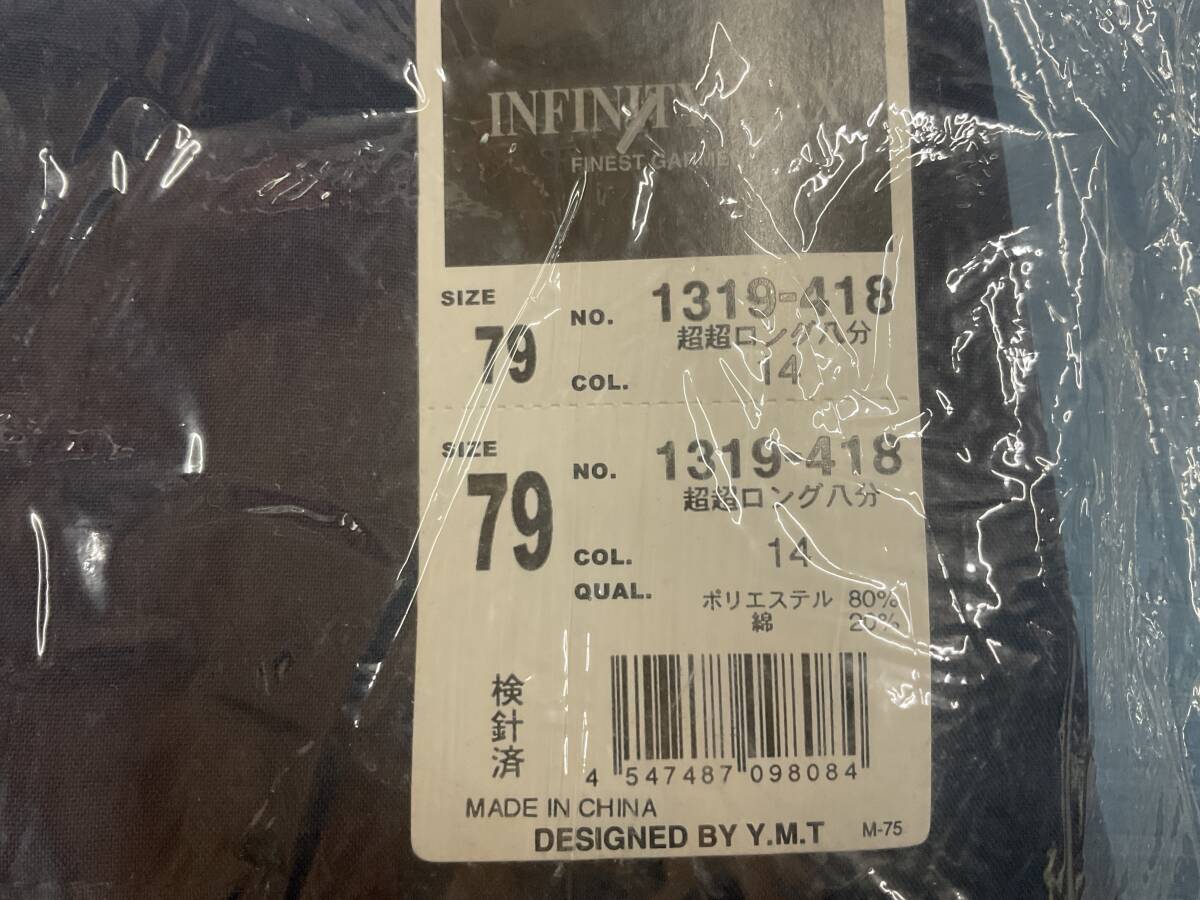 INFINITY
FINEST GARME
SIZE
79
NO. 1319-418
超超ロング八分
COL. 14
SIZE
79
NO. 1319-418
超超ロング八分
COL. 14
QUAL. ポリエステル 80%
綿 20%
検針済
4 547487 098084
MADE IN CHINA
DESIGNED BY Y.M.T M-75